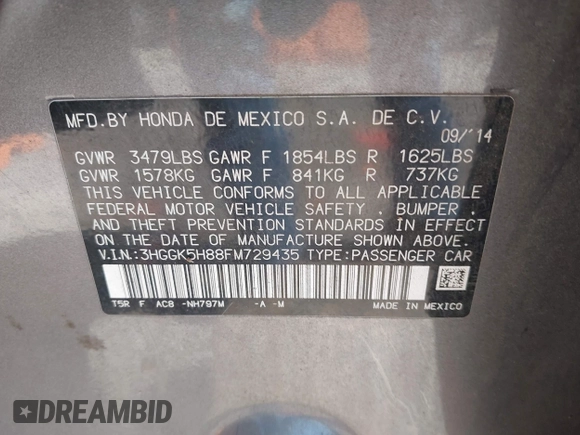 MFD.BY HONDA DE MEXICO S.A. DE C.V.
09/'14
GVWR 3479LBS GAWR F 1854LBS R 1625LBS
GVWR 1578KG GAWR F 841KG R 737KG
THIS VEHICLE CONFORMS TO ALL APPLICABLE
FEDERAL MOTOR VEHICLE SAFETY . BUMPER .
AND THEFT PREVENTION STANDARDS IN EFFECT
ON THE DATE OF MANUFACTURE SHOWN ABOVE.
V.I.N.:3HGGK5H88FM729435 TYPE:PASSENGER CAR
T5R F AC8 -NH797M -A -M
MADE IN MEXICO
DREAMBID